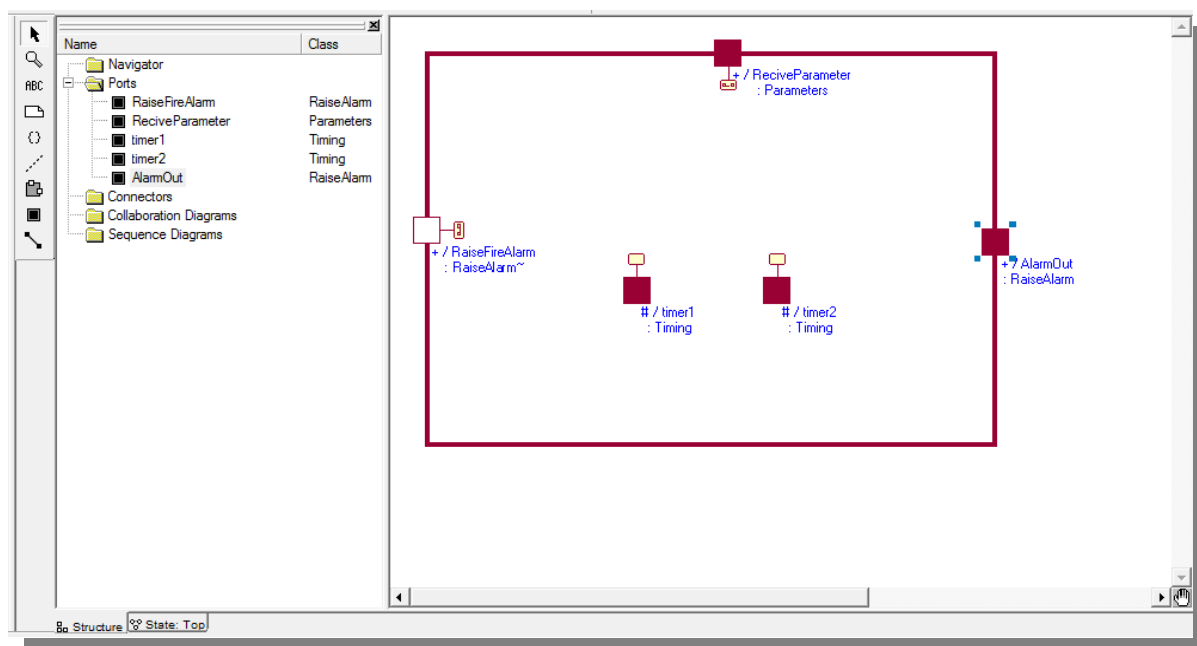 Name Class
Navigator
Ports
RaiseFireAlarm RaiseAlarm
ReciveParameter Parameters
timer1 Timing
timer2 Timing
AlarmOut RaiseAlarm
Connectors
Collaboration Diagrams
Sequence Diagrams
ABC
{}
+ / ReciveParameter
: Parameters
+ / RaiseFireAlarm
: RaiseAlarm~
# / timer1
: Timing
# / timer2
: Timing
+ / AlarmOut
: RaiseAlarm
Structure State: Top